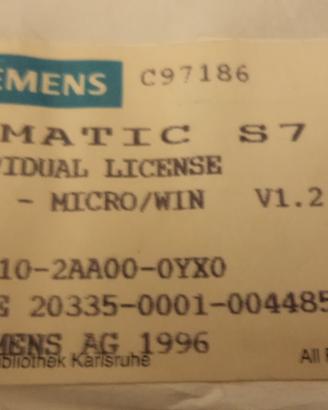 EMENS C97186
MATIC S7
IDUAL LICENSE
- MICRO/WIN V1.2
10-2AA00-0YX0
E 20335-0001-004485
MENS AG 1996
bliothek Karlsruhe All